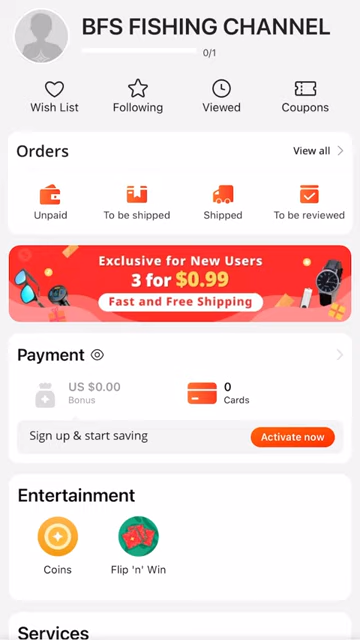 BFS FISHING CHANNEL
0/1
Wish List
Following
Viewed
Coupons
Orders
View all
Unpaid
To be shipped
Shipped
To be reviewed
Exclusive for New Users
3 for $0.99
Fast and Free Shipping
Payment
US $0.00
Bonus
0
Cards
Sign up & start saving
Activate now
Entertainment
Coins
Flip 'n' Win
Services